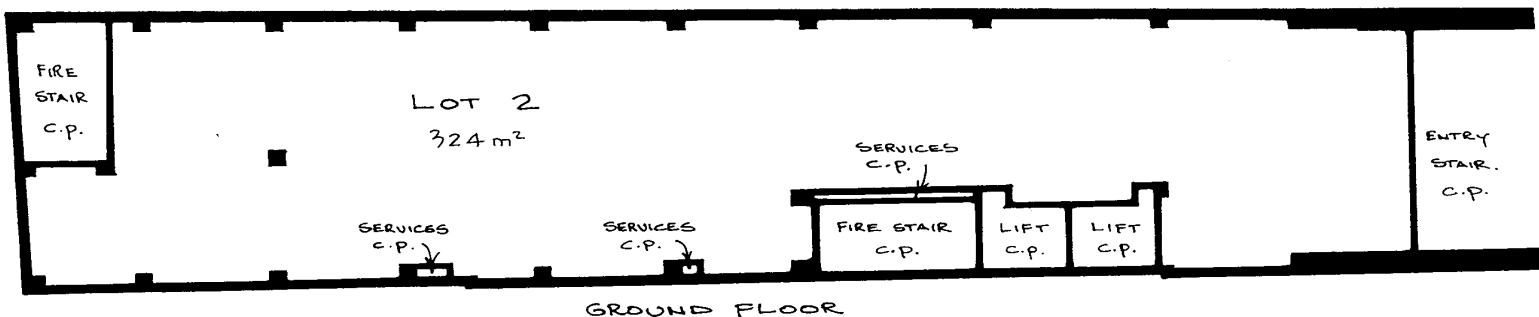 FIRE
STAIR
C.P.
LOT 2
324 m²
SERVICES
C.P.
SERVICES
C.P.
SERVICES
C.P.
FIRE STAIR
C.P.
LIFT
C.P.
LIFT
C.P.
ENTRY
STAIR.
C.P.
GROUND FLOOR